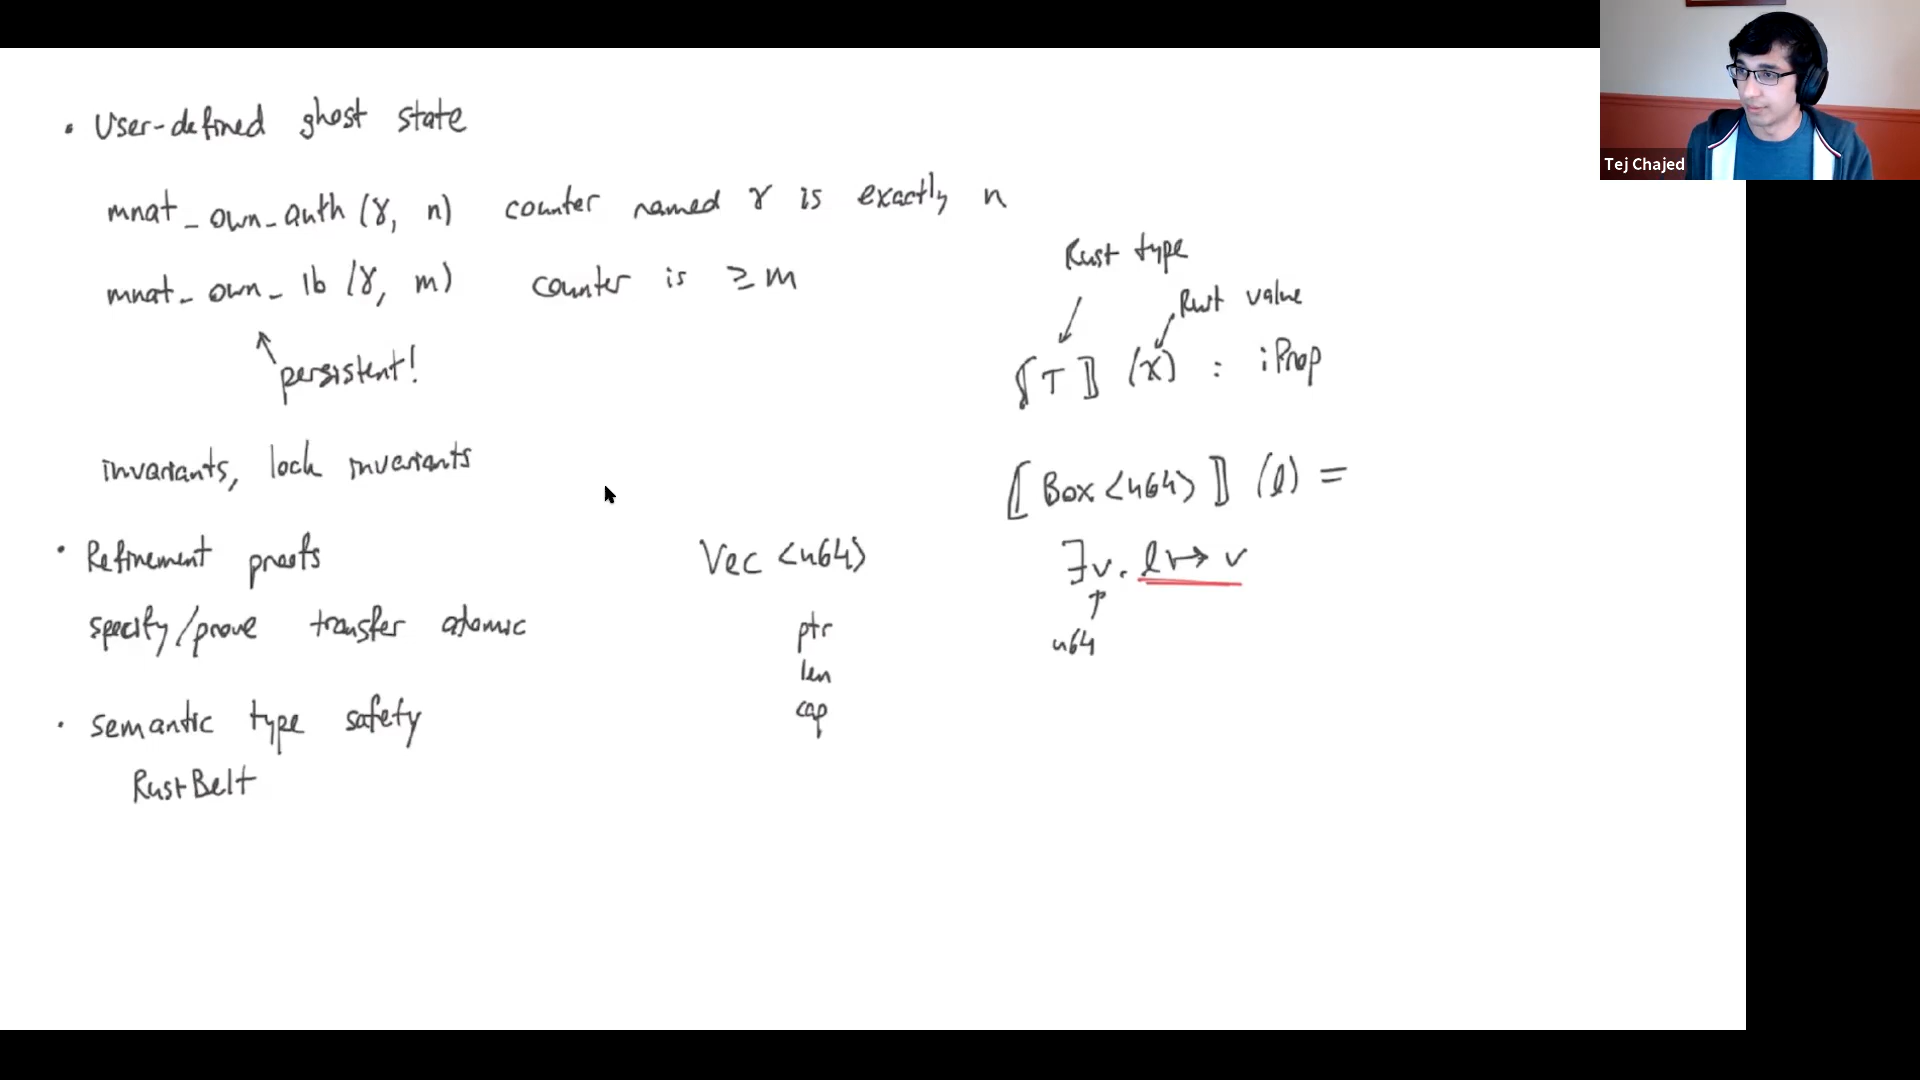 • User-defined ghost state
mnat_own_auth (γ, n) counter named γ is exactly n
mnat_own_lb (γ, m) counter is ≥ m
persistent!
invariants, lock invariants
• Refinement proofs
specify/prove transfer atomic
• semantic type safety
RustBelt
Vec <u64>
ptr
len
cap
Rust type
Rust value
⟦T⟧ (x) : iProp
⟦Box<u64>⟧ (l) =
∃v. l ↦ v
u64
Tej Chajed